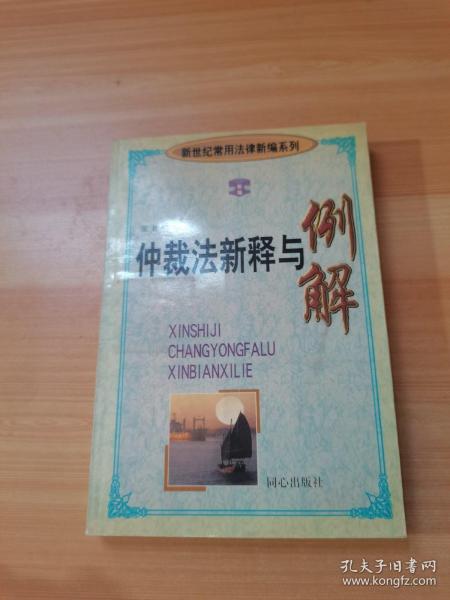 新世纪常用法律新编系列
仲裁法新释与
例解
XINSHIJI
CHANGYONGFALU
XINBIANXILIE
同心出版社
孔夫子旧书网
www.kongfz.com